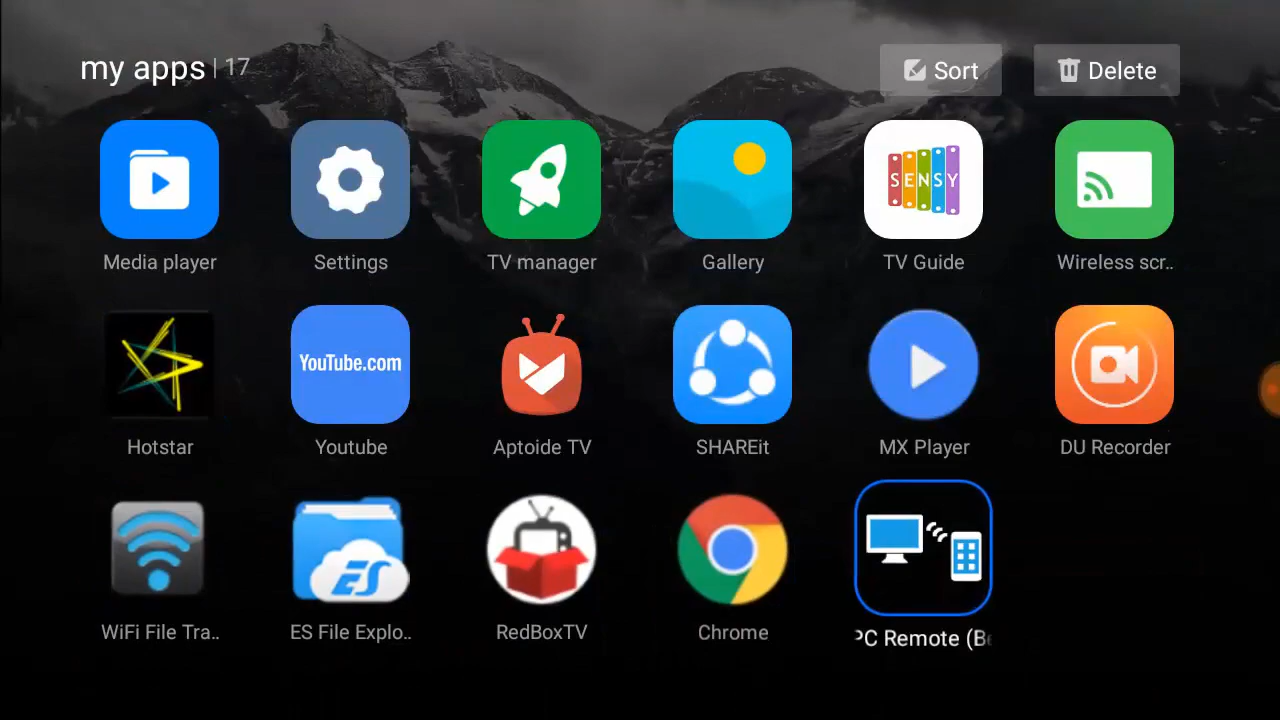 my apps | 17
Sort
Delete
SENSY
Media player
Settings
TV manager
Gallery
TV Guide
Wireless scr..
YouTube.com
Hotstar
Youtube
Aptoide TV
SHAREit
MX Player
DU Recorder
ES
WiFi File Tra..
ES File Explo..
RedBoxTV
Chrome
PC Remote (Be